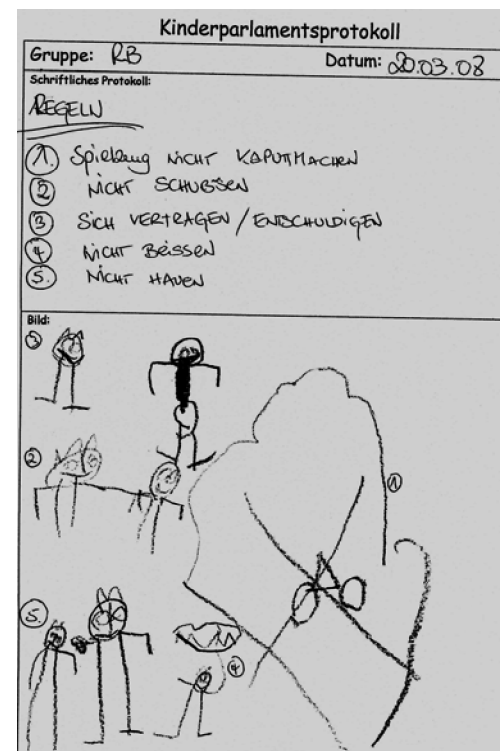 Kinderparlamentsprotokoll
Gruppe: RB Datum: 20.03.08
Schriftliches Protokoll:
REGELN
1. Spielzeug NICHT KAPUTTMACHEN
2 NICHT SCHUBSEN
3 SICH VERTRAGEN / ENTSCHULDIGEN
4 NICHT BEISSEN
5. NICHT HAUEN
Bild:
3
2
1
5.
4